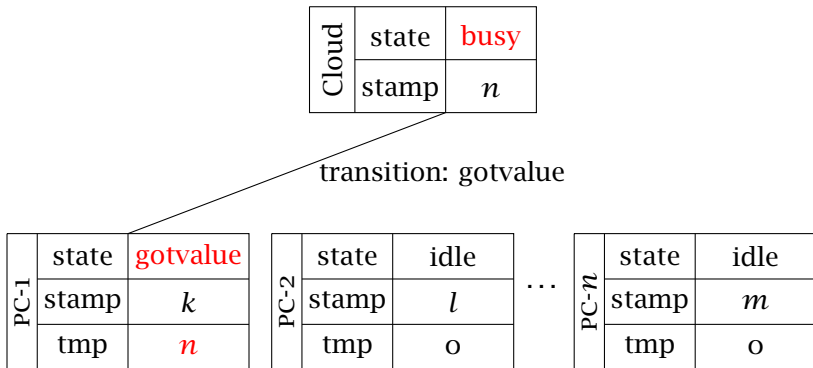 Cloud
state busy
stamp n
transition: gotvalue
PC-1
state gotvalue
stamp k
tmp n
PC-2
state idle
stamp l
tmp 0
...
PC-n
state idle
stamp m
tmp 0